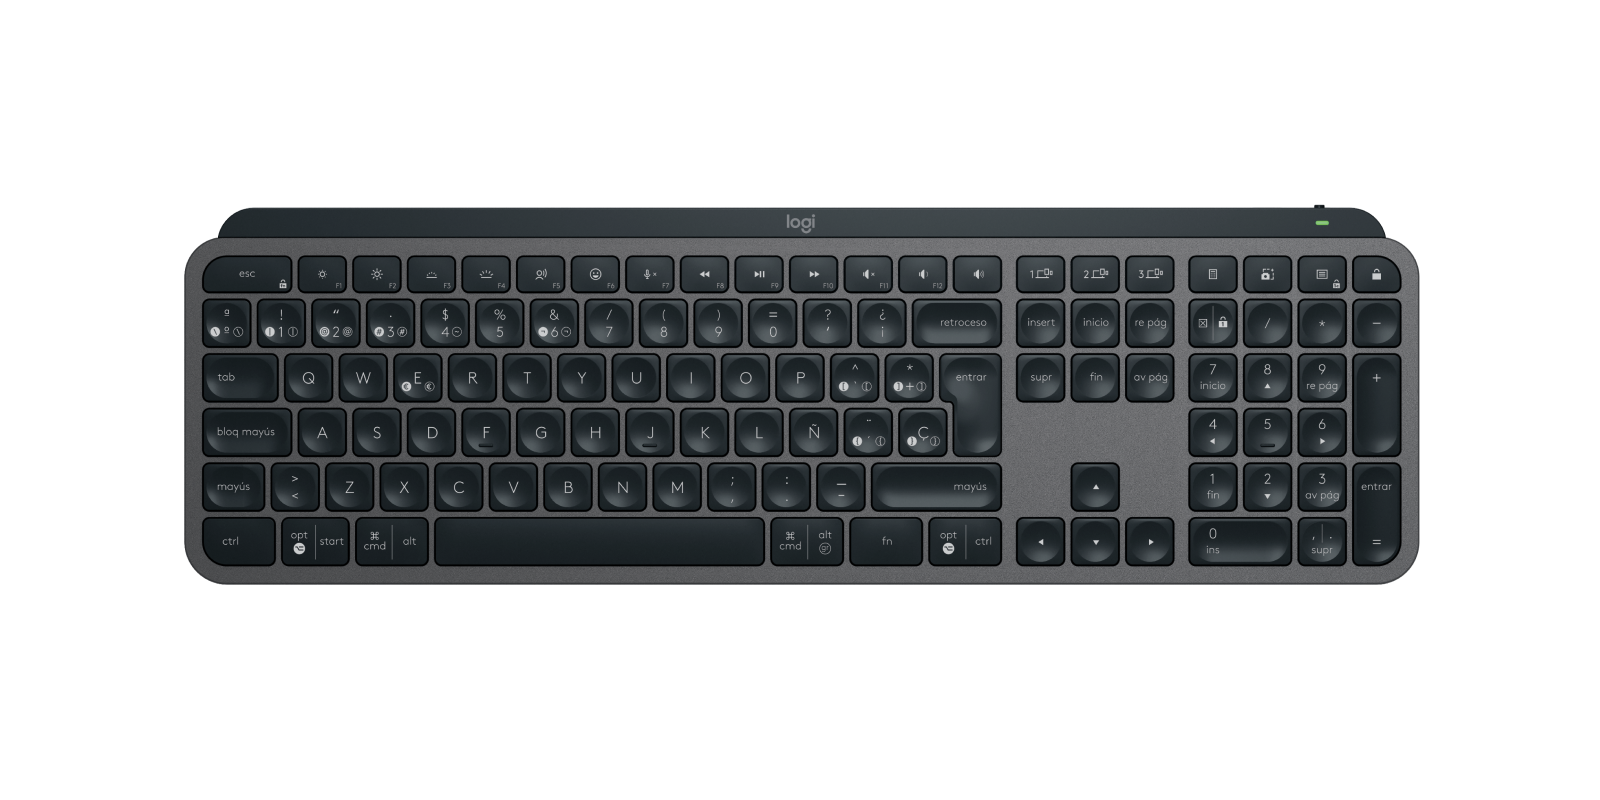 logi
esc F1 F2 F3 F4 F5 F6 F7 F8 F9 F10 F11 F12 1 2 3
º ! “ · $ % & / ( ) = ? ¿
º 1 | 2 @ 3 # 4 ~ 5 6 ¬ 7 8 9 0 ' ¡ retroceso insert inicio re pág / * −
tab Q W E € R T Y U I O P ^ ` [ * + ] entrar supr fin av pág 7 inicio 8 9 re pág +
bloq mayús A S D F G H J K L Ñ ¨ ´ { Ç } 4 5 6
mayús > < Z X C V B N M ; , : . _ - mayús 1 fin 2 3 av pág entrar
ctrl opt start ⌘ cmd alt ⌘ cmd alt fn opt ctrl 0 ins , . supr =